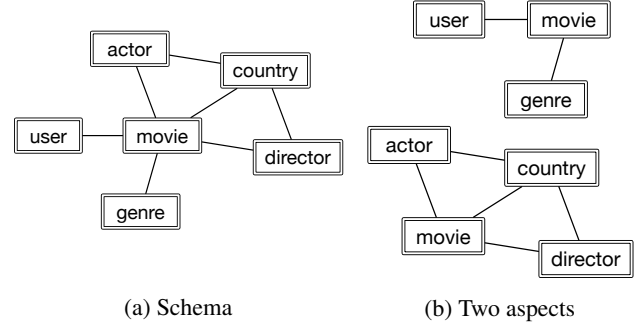 actor
country
user
movie
director
genre
(a) Schema
user
movie
genre
actor
country
movie
director
(b) Two aspects